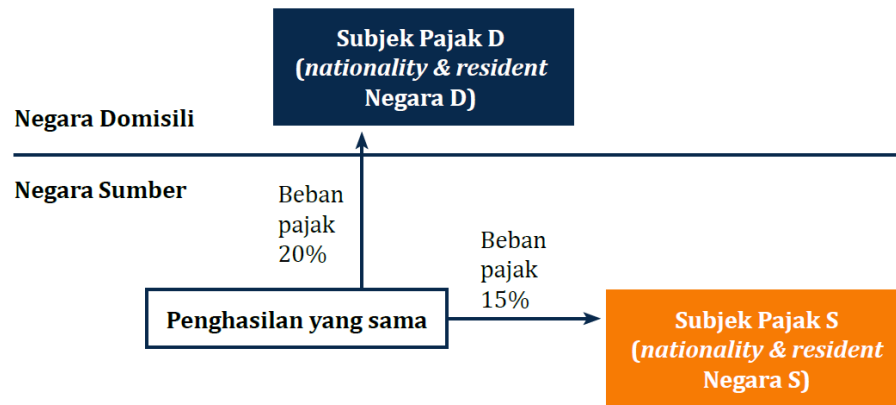 Subjek Pajak D
(nationality & resident
Negara D)
Negara Domisili
Negara Sumber
Beban
pajak
20%
Beban
pajak
15%
Penghasilan yang sama
Subjek Pajak S
(nationality & resident
Negara S)